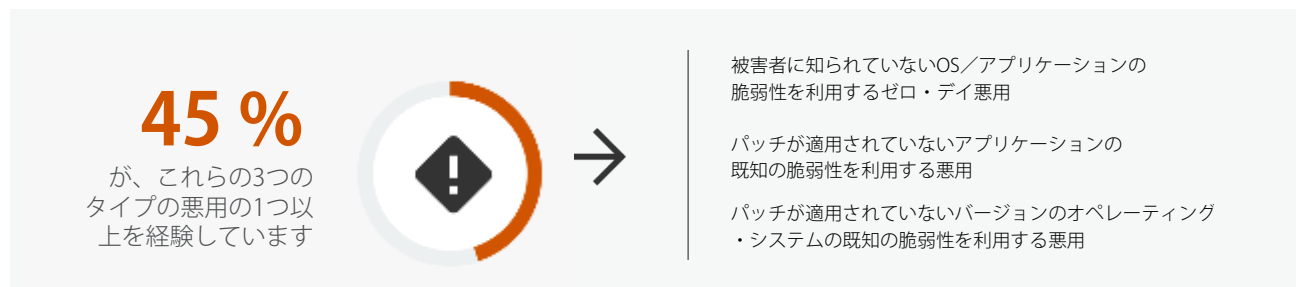 45 %
が、これらの3つの
タイプの悪用の1つ以
上を経験しています
被害者に知られていないOS／アプリケーションの
脆弱性を利用するゼロ・デイ悪用
パッチが適用されていないアプリケーションの
既知の脆弱性を利用する悪用
パッチが適用されていないバージョンのオペレーティング
・システムの既知の脆弱性を利用する悪用